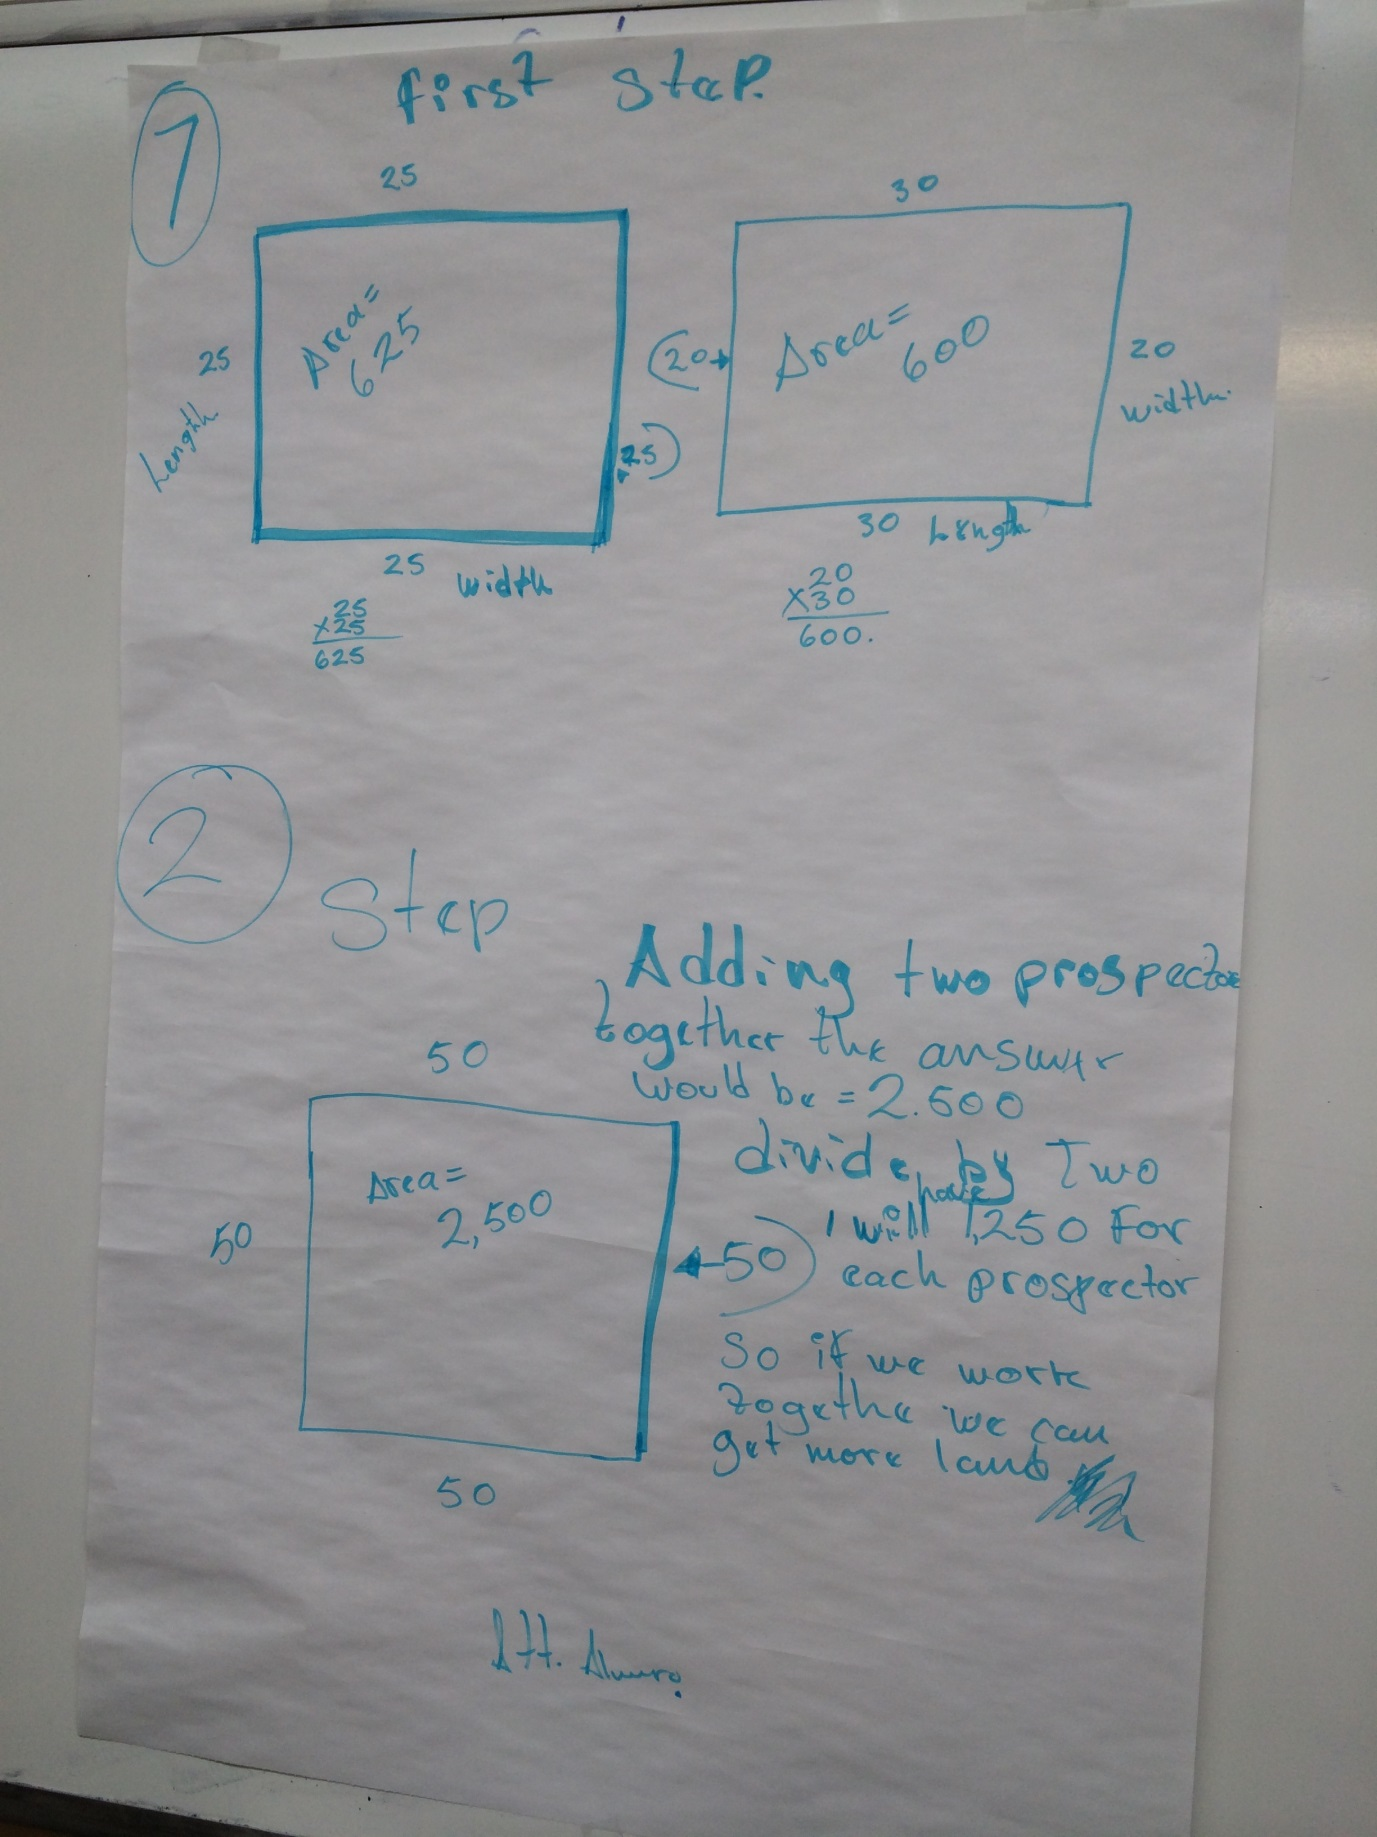 1
first step.
25
25
Length
Area=
625
25
25 width
25
x25
625
30
20
Area=
600
20
width.
30 Length
20
x30
600.
2
Step
50
50
Area=
2,500
50
50
Adding two prospector
together the answer
would be = 2.500
divide by Two
I will have 1,250 for
each prospector
So if we work
togethe we can
get more land.
Att.